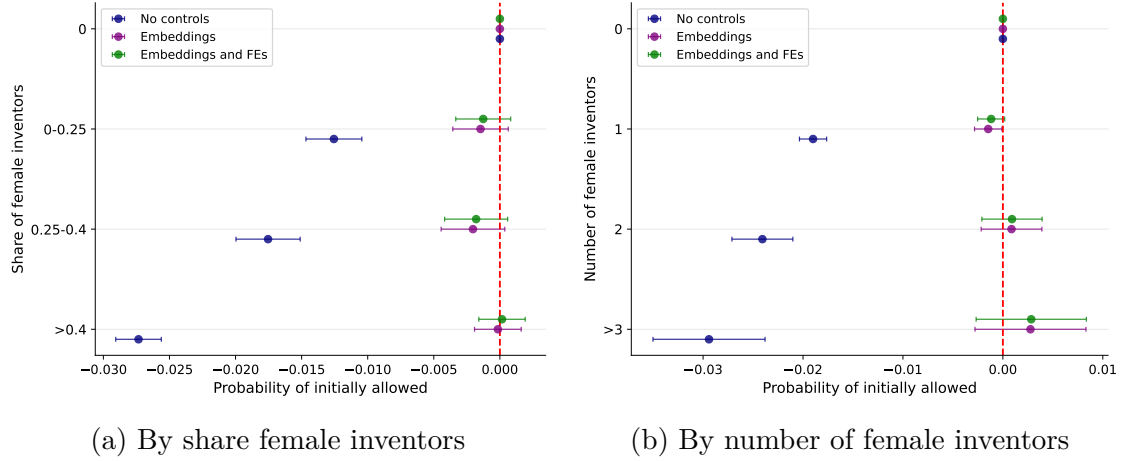 No controls
Embeddings
Embeddings and FEs
0
0-0.25
0.25-0.4
>0.4
Share of female inventors
−0.030
−0.025
−0.020
−0.015
−0.010
−0.005
0.000
Probability of initially allowed
(a) By share female inventors
No controls
Embeddings
Embeddings and FEs
0
1
2
>3
Number of female inventors
−0.03
−0.02
−0.01
0.00
0.01
Probability of initially allowed
(b) By number of female inventors